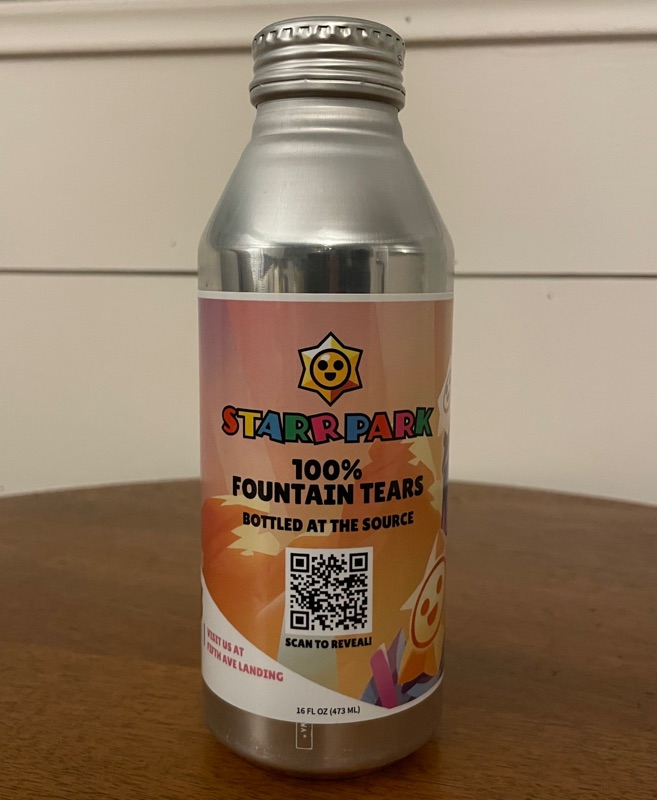 STARR PARK
100%
FOUNTAIN TEARS
BOTTLED AT THE SOURCE
SCAN TO REVEAL!
VISIT US AT
FIFTH AVE LANDING
16 FL OZ (473 ML)